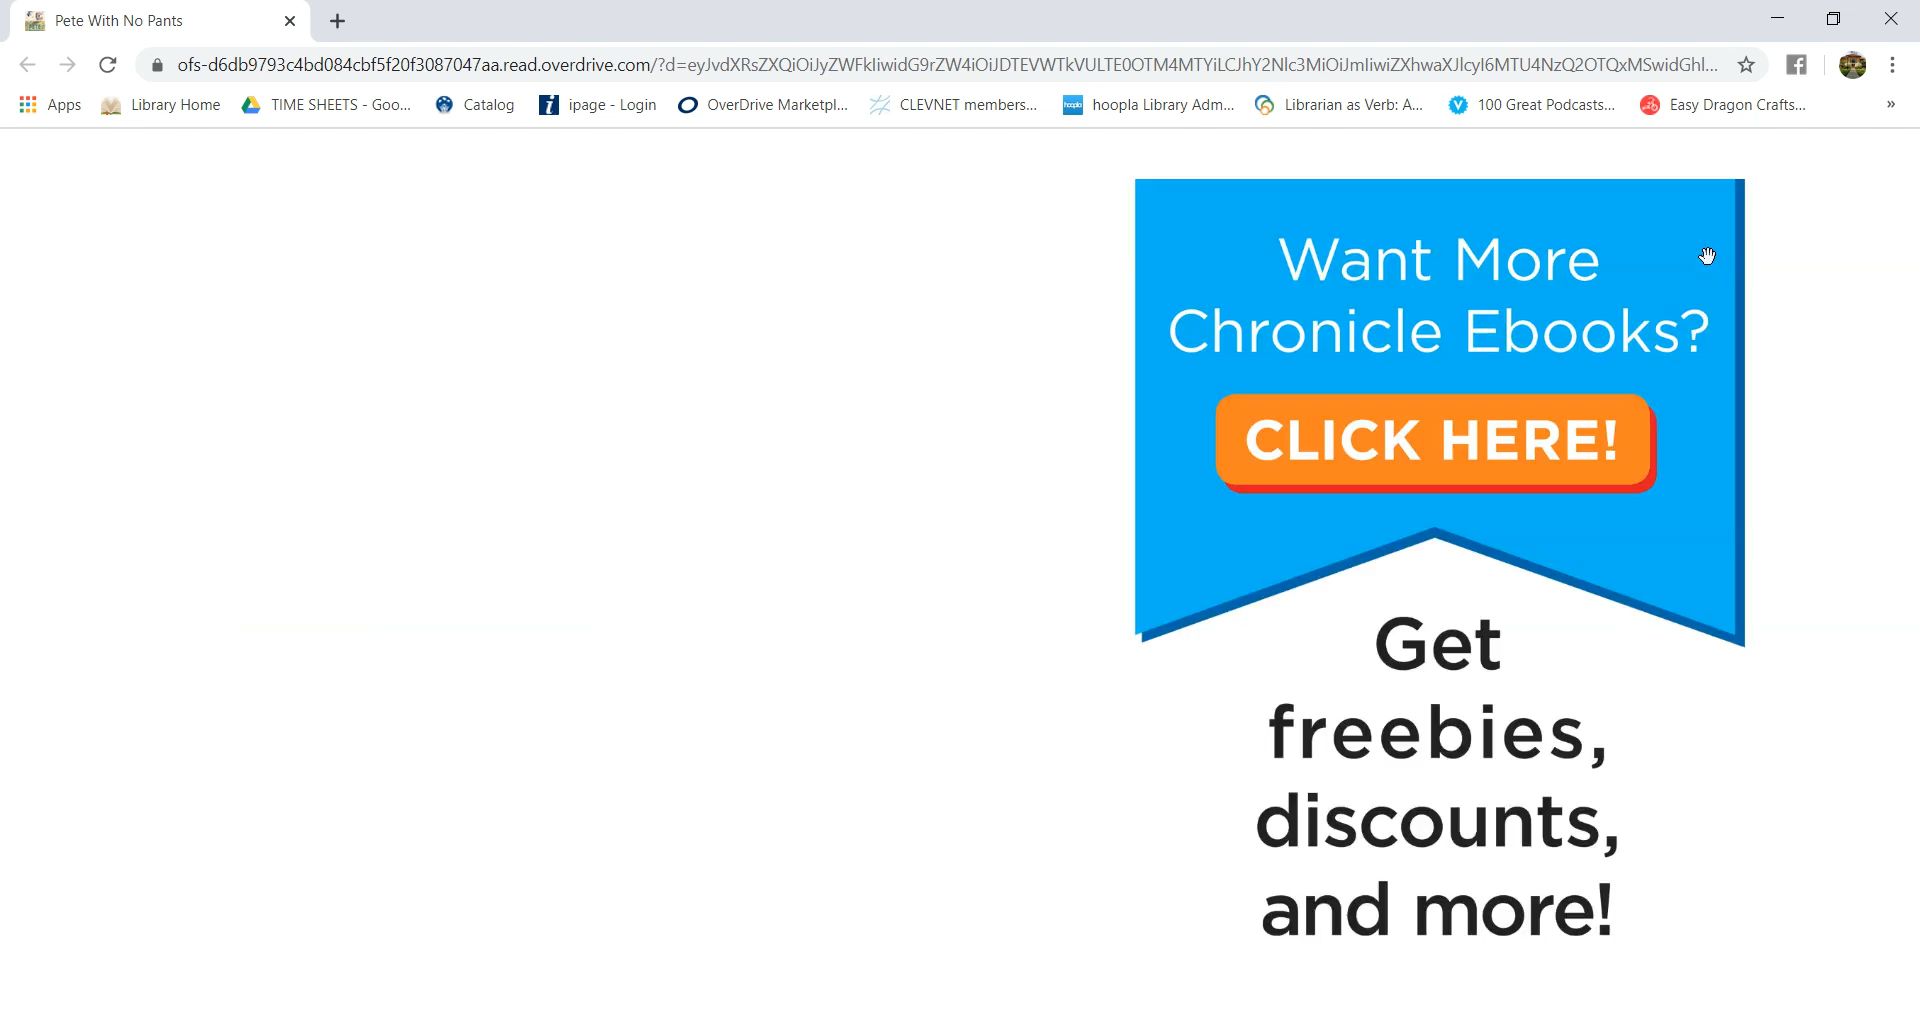 Pete With No Pants
ofs-d6db9793c4bd084cbf5f20f3087047aa.read.overdrive.com/?d=
Apps Library Home TIME SHEETS - Goo... Catalog i ipage - Login OverDrive Marketpl... CLEVNET members... hoopla hoopla Library Adm... Librarian as Verb: A... V 100 Great Podcasts... Easy Dragon Crafts... »
Want More
Chronicle Ebooks?
CLICK HERE!
Get
freebies,
discounts,
and more!